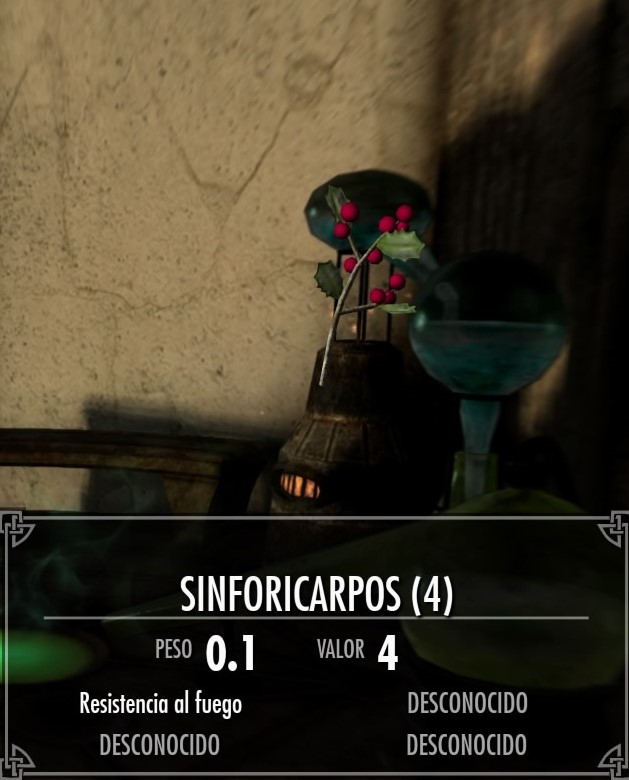 SINFORICARPOS (4)
PESO 0.1 VALOR 4
Resistencia al fuego DESCONOCIDO
DESCONOCIDO DESCONOCIDO